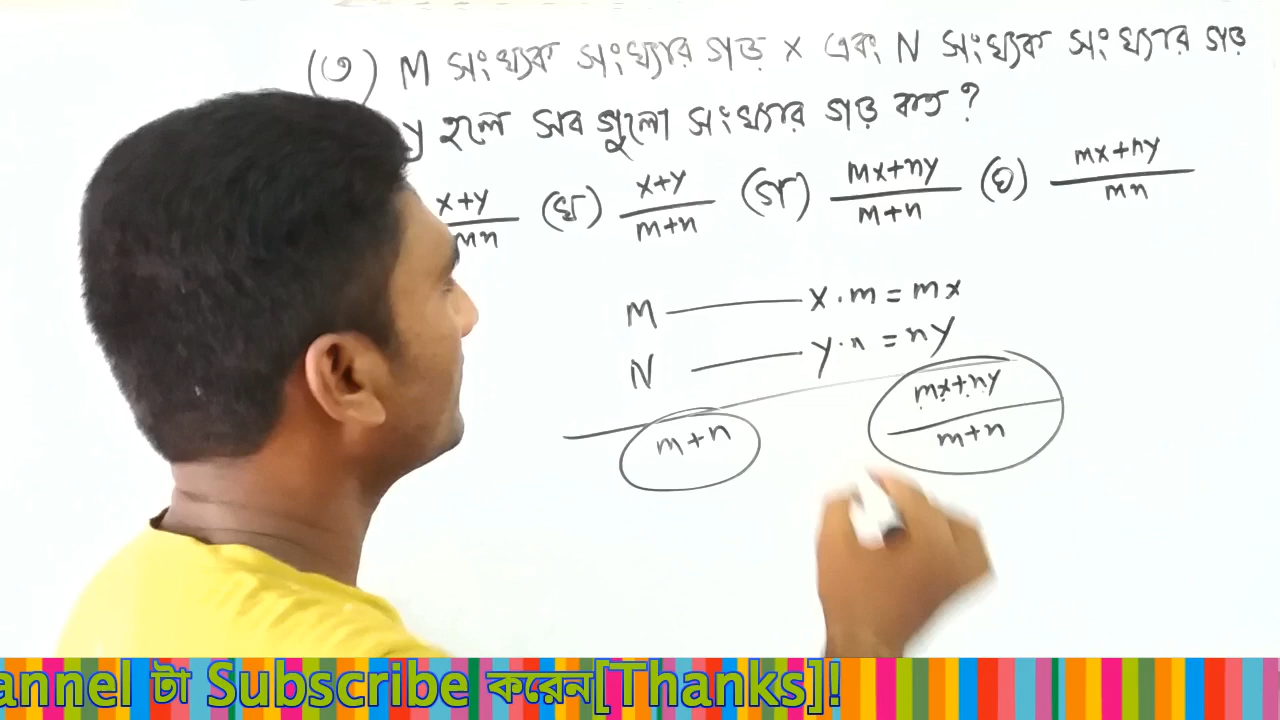 (৩) M সংখ্যক সংখ্যার গড় x এবং N সংখ্যক সংখ্যার গড়
y হলে সব গুলো সংখ্যার গড় কত ?
x+y/mn (খ) x+y/m+n (গ) mx+ny/m+n (ঘ) mx+ny/mn
M — x·m = mx
N — y·n = ny
m+n mx+ny/m+n
annel টা Subscribe করেন[Thanks]!